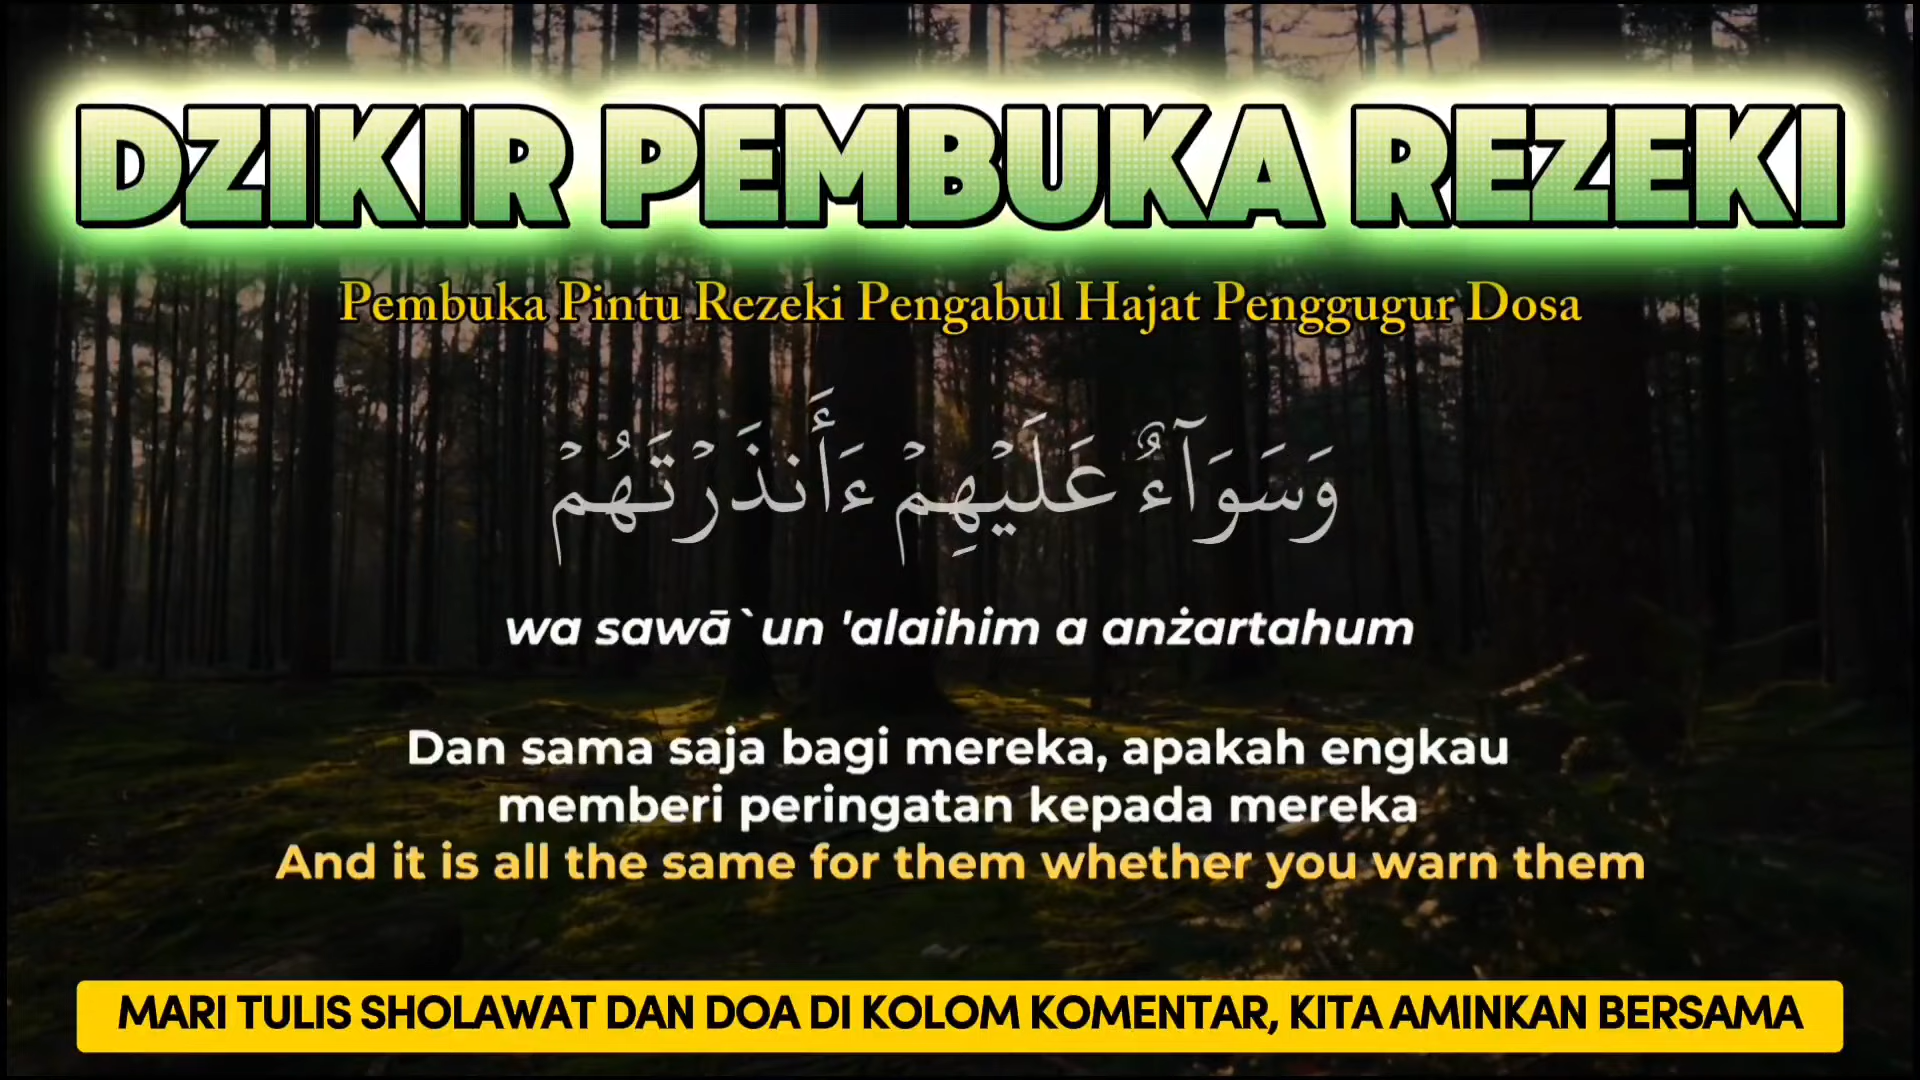 DZIKIR PEMBUKA REZEKI
Pembuka Pintu Rezeki Pengabul Hajat Penggugur Dosa
وَسَوَآءٌ عَلَيۡهِمۡ ءَأَنذَرۡتَهُمۡ
wa sawā`un 'alaihim a anżartahum
Dan sama saja bagi mereka, apakah engkau
memberi peringatan kepada mereka
And it is all the same for them whether you warn them
MARI TULIS SHOLAWAT DAN DOA DI KOLOM KOMENTAR, KITA AMINKAN BERSAMA